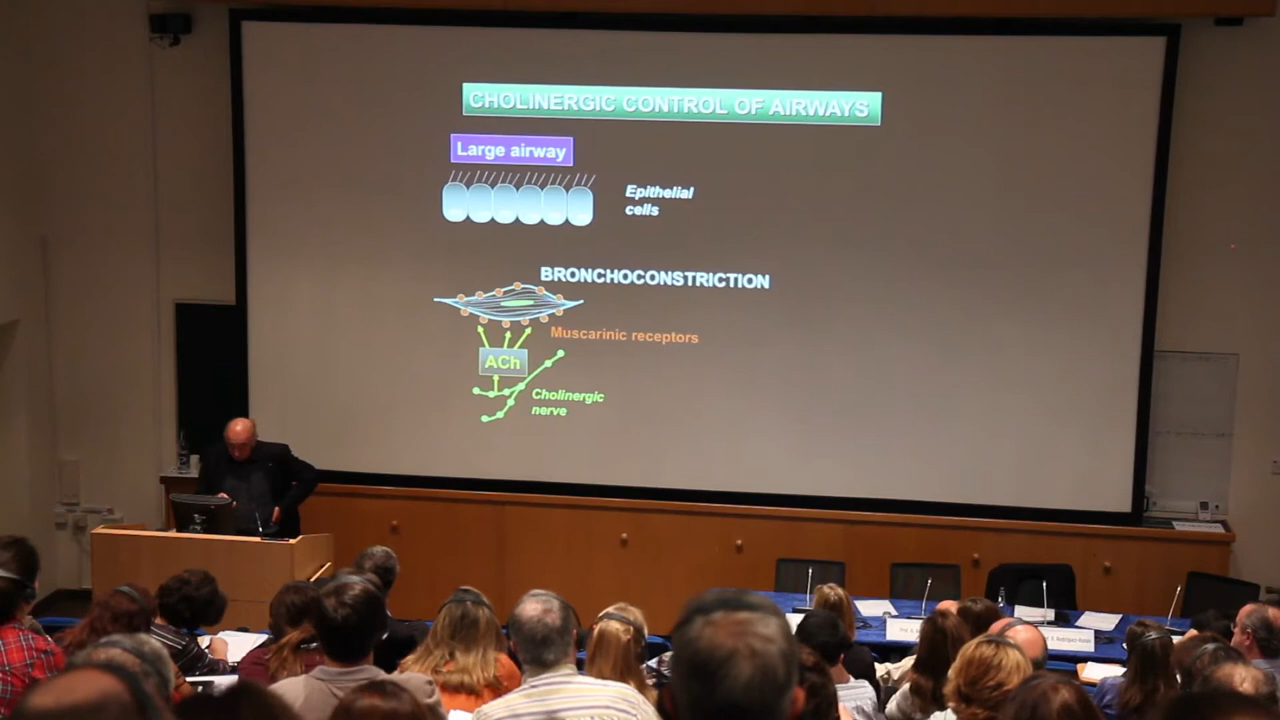 CHOLINERGIC CONTROL OF AIRWAYS
Large airway
Epithelial
cells
BRONCHOCONSTRICTION
Muscarinic receptors
ACh
Cholinergic
nerve